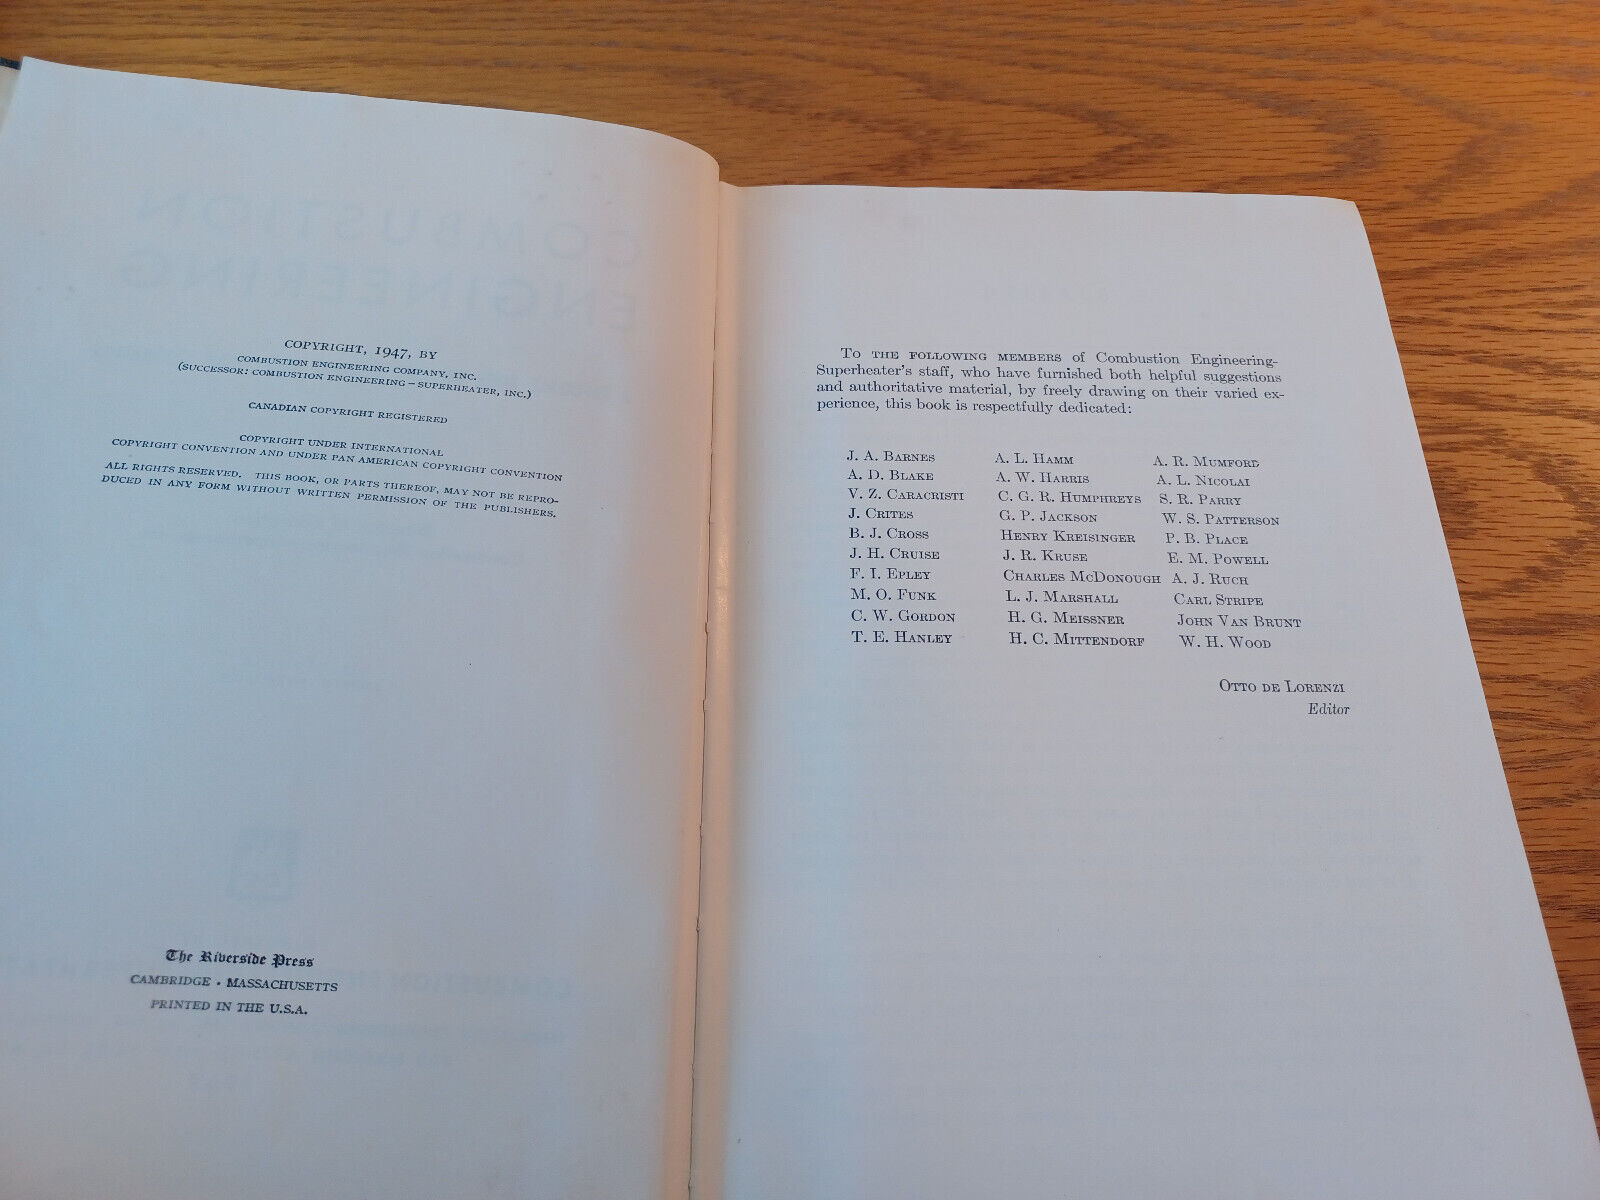 COPYRIGHT, 1947, BY
COMBUSTION ENGINEERING COMPANY, INC.
(SUCCESSOR: COMBUSTION ENGINEERING – SUPERHEATER, INC.)
CANADIAN COPYRIGHT REGISTERED
COPYRIGHT UNDER INTERNATIONAL
COPYRIGHT CONVENTION AND UNDER PAN AMERICAN COPYRIGHT CONVENTION
ALL RIGHTS RESERVED. THIS BOOK, OR PARTS THEREOF, MAY NOT BE REPRO-
DUCED IN ANY FORM WITHOUT WRITTEN PERMISSION OF THE PUBLISHERS.
The Riverside Press
CAMBRIDGE • MASSACHUSETTS
PRINTED IN THE U.S.A.
TO THE FOLLOWING MEMBERS of Combustion Engineering-
Superheater's staff, who have furnished both helpful suggestions
and authoritative material, by freely drawing on their varied ex-
perience, this book is respectfully dedicated:
J. A. BARNES
A. D. BLAKE
V. Z. CARACRISTI
J. CRITES
B. J. CROSS
J. H. CRUISE
F. I. EPLEY
M. O. FUNK
C. W. GORDON
T. E. HANLEY
A. L. HAMM
A. W. HARRIS
C. G. R. HUMPHREYS
G. P. JACKSON
HENRY KREISINGER
J. R. KRUSE
CHARLES MCDONOUGH
L. J. MARSHALL
H. G. MEISSNER
H. C. MITTENDORF
A. R. MUMFORD
A. L. NICOLAI
S. R. PARRY
W. S. PATTERSON
P. B. PLACE
E. M. POWELL
A. J. RUCH
CARL STRIPE
JOHN VAN BRUNT
W. H. WOOD
OTTO DE LORENZI
Editor